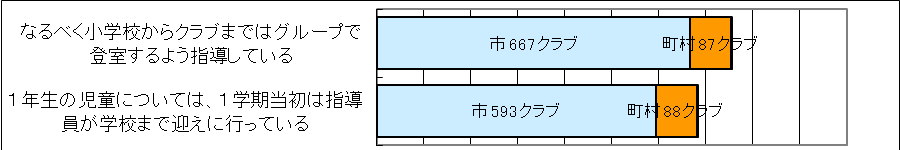 なるべく小学校からクラブまではグループで
登室するよう指導している
市667クラブ
町村87クラブ
１年生の児童については、１学期当初は指導
員が学校まで迎えに行っている
市593クラブ
町村88クラブ